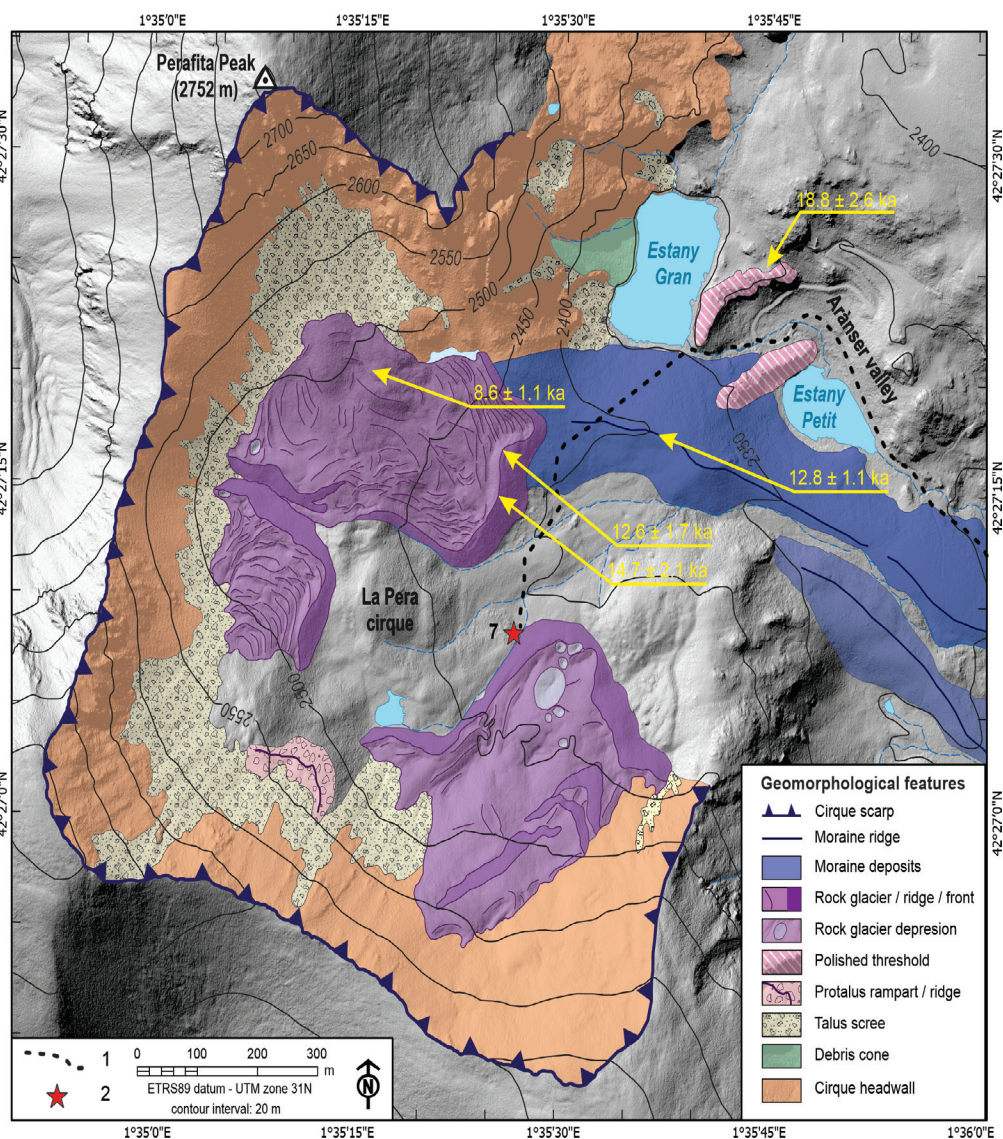 1°35'0"E
1°35'15"E
1°35'30"E
1°35'45"E
Perafita Peak
(2752 m)
42°27'30"N
42°27'30"N
2700
2650
2600
2550
2500
2450
2400
2400
18.8 ± 2.6 ka
Estany
Gran
Arànser valley
Estany
Petit
8.6 ± 1.1 ka
2350
42°27'15"N
42°27'15"N
12.8 ± 1.1 ka
12.6 ± 1.7 ka
14.7 ± 2.1 ka
La Pera
cirque
7
2500
2550
42°27'0"N
42°27'0"N
Geomorphological features
Cirque scarp
Moraine ridge
Moraine deposits
Rock glacier / ridge / front
Rock glacier depresion
Polished threshold
Protalus rampart / ridge
Talus scree
Debris cone
Cirque headwall
1
2
0 100 200 300
m
ETRS89 datum - UTM zone 31N
contour interval: 20 m
N
1°35'0"E
1°35'15"E
1°35'30"E
1°35'45"E
1°36'0"E